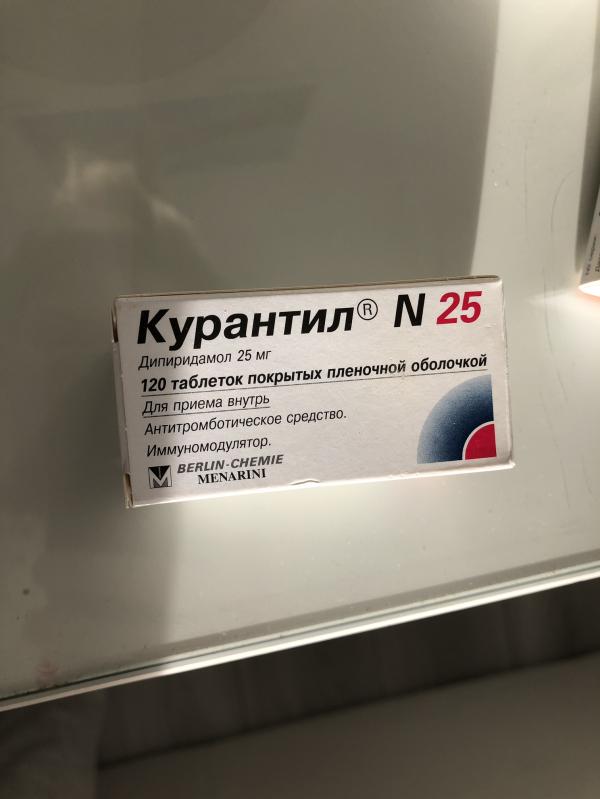 Курантил® N 25
Дипиридамол 25 мг
120 таблеток покрытых пленочной оболочкой
Для приема внутрь
Антитромботическое средство.
Иммуномодулятор.
BERLIN-CHEMIE
MENARINI